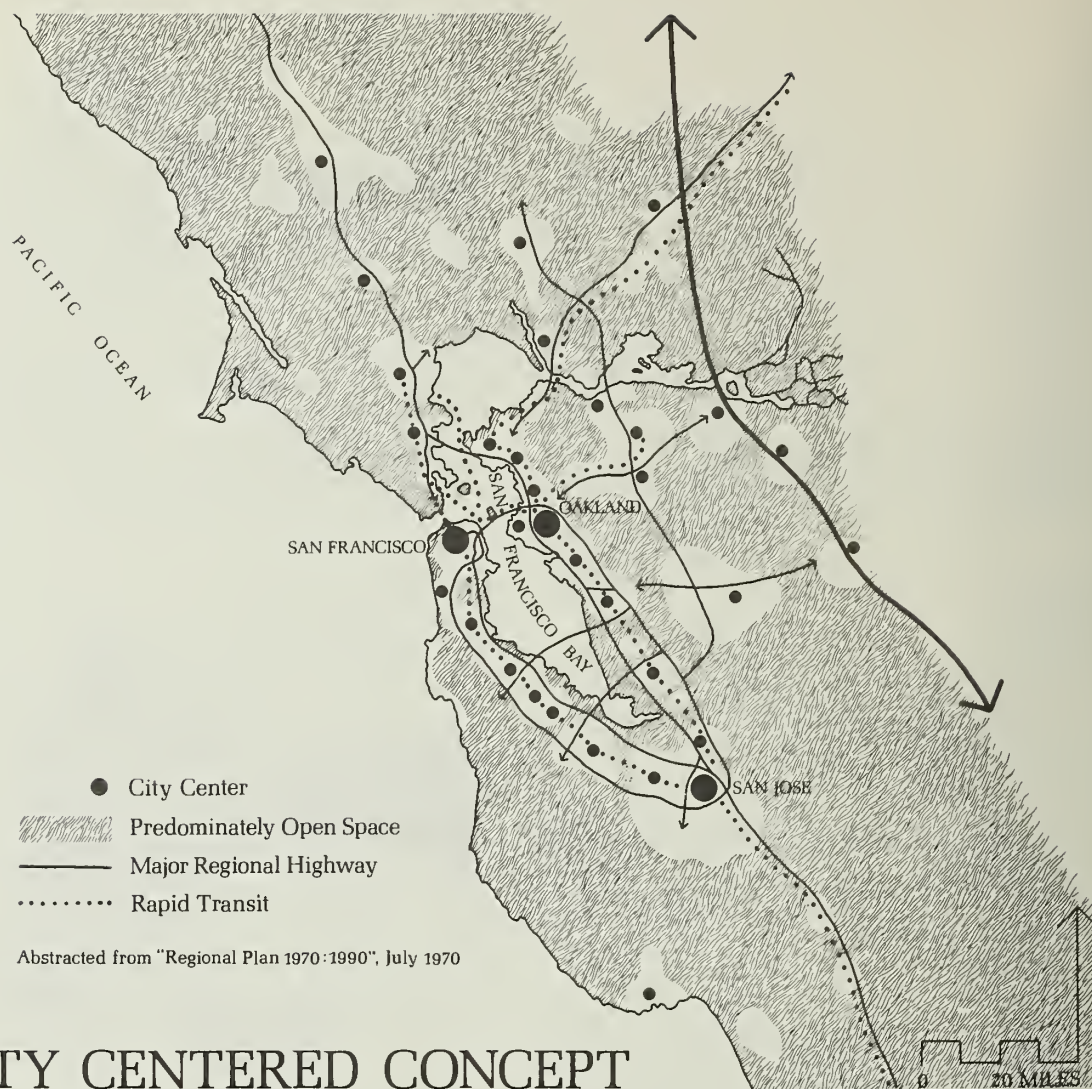 PACIFIC OCEAN
SAN FRANCISCO
OAKLAND
SAN FRANCISCO BAY
SAN JOSE
City Center
Predominately Open Space
Major Regional Highway
Rapid Transit
Abstracted from "Regional Plan 1970:1990", July 1970
TY CENTERED CONCEPT
0 20 MILES